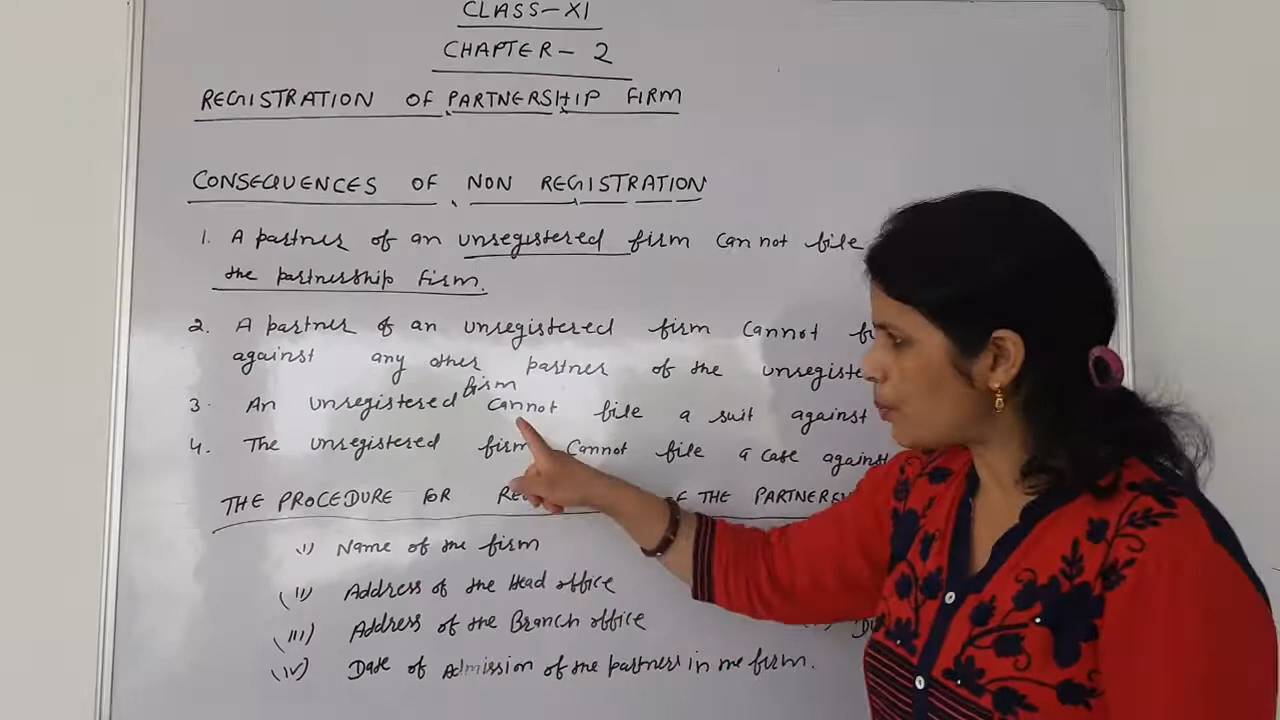 CLASS-XI
CHAPTER- 2
REGISTRATION OF PARTNERSHIP FIRM
CONSEQUENCES OF NON REGISTRATION
1. A partner of an unregistered firm can not file
the partnership firm.
2. A partner of an unregistered firm cannot
against any other partner of the
3. An unregistered firm cannot file a suit against
4. The unregistered firm cannot file a case against
THE PROCEDURE FOR THE
(i) Name of the firm
(ii) Address of the Head office
(iii) Address of the Branch office
(iv) Date of Admission of the partners in the firm.